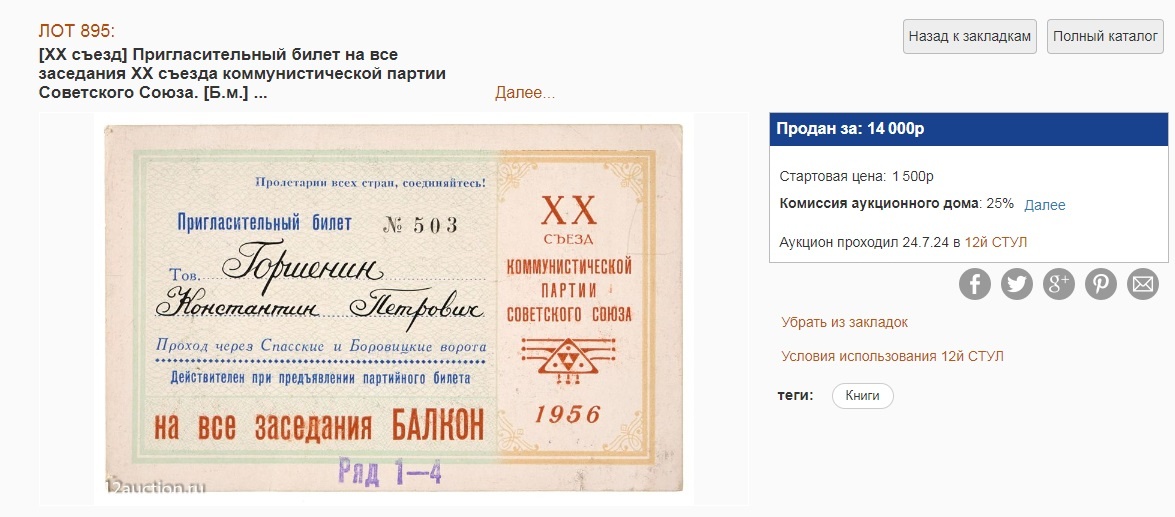 ЛОТ 895:
[XX съезд] Пригласительный билет на все
заседания XX съезда коммунистической партии
Советского Союза. [Б.м.] ...
Далее...
Назад к закладкам
Полный каталог
Пролетарии всех стран, соединяйтесь!
Пригласительный билет № 503
Тов. Горшенин
Константин Петрович
Проход через Спасские и Боровицкие ворота
Действителен при предъявлении партийного билета
на все заседания БАЛКОН
Ряд 1—4
XX
СЪЕЗД
КОММУНИСТИЧЕСКОЙ
ПАРТИИ
СОВЕТСКОГО СОЮЗА
1956
12auction.ru
Продан за: 14 000р
Стартовая цена: 1 500р
Комиссия аукционного дома: 25% Далее
Аукцион проходил 24.7.24 в 12й СТУЛ
f
g+
Убрать из закладок
Условия использования 12й СТУЛ
теги: Книги